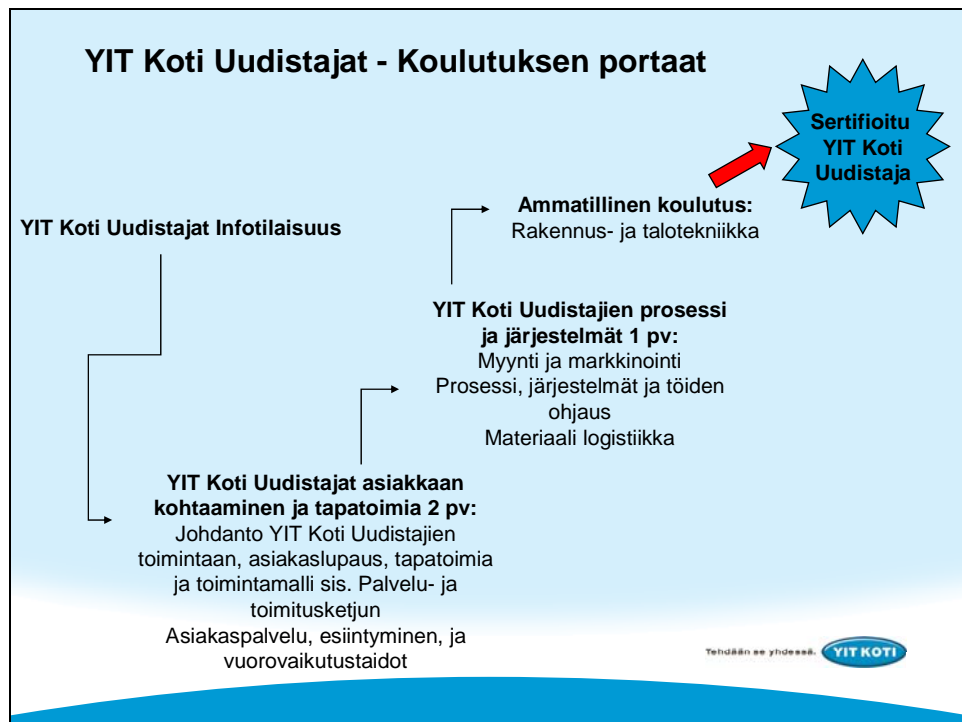 YIT Koti Uudistajat - Koulutuksen portaat
Sertifioitu
YIT Koti
Uudistaja
Ammatillinen koulutus:
Rakennus- ja talotekniikka
YIT Koti Uudistajat Infotilaisuus
YIT Koti Uudistajien prosessi
ja järjestelmät 1 pv:
Myynti ja markkinointi
Prosessi, järjestelmät ja töiden
ohjaus
Materiaali logistiikka
YIT Koti Uudistajat asiakkaan
kohtaaminen ja tapatoimia 2 pv:
Johdanto YIT Koti Uudistajien
toimintaan, asiakaslupaus, tapatoimia
ja toimintamalli sis. Palvelu- ja
toimitusketjun
Asiakaspalvelu, esiintyminen, ja
vuorovaikutustaidot
Tehdään se yhdessä.
YIT KOTI